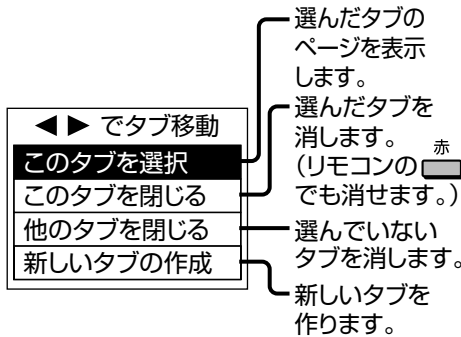 ◀▶ でタブ移動
このタブを選択
このタブを閉じる
他のタブを閉じる
新しいタブの作成
選んだタブの
ページを表示
します。
選んだタブを
消します。
赤
（リモコンの
でも消せます。）
選んでいない
タブを消します。
新しいタブを
作ります。